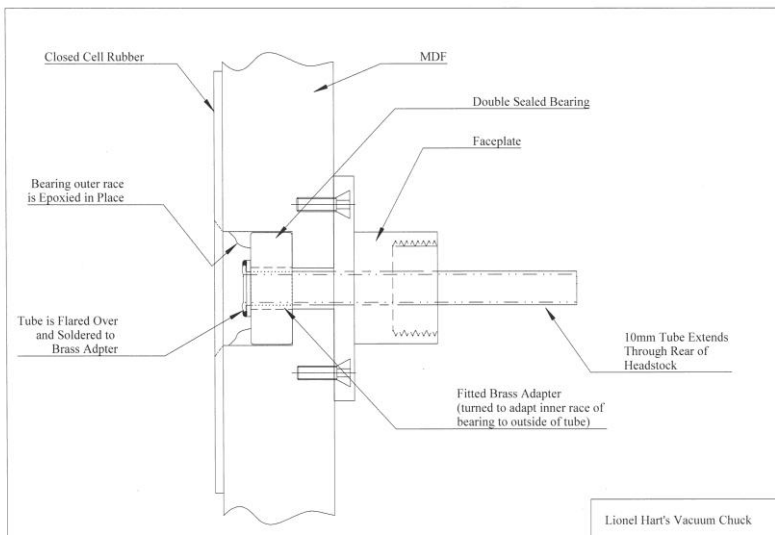 Closed Cell Rubber
MDF
Double Sealed Bearing
Faceplate
Bearing outer race
is Epoxied in Place
Tube is Flared Over
and Soldered to
Brass Adpter
10mm Tube Extends
Through Rear of
Headstock
Fitted Brass Adapter
(turned to adapt inner race of
bearing to outside of tube)
Lionel Hart's Vacuum Chuck